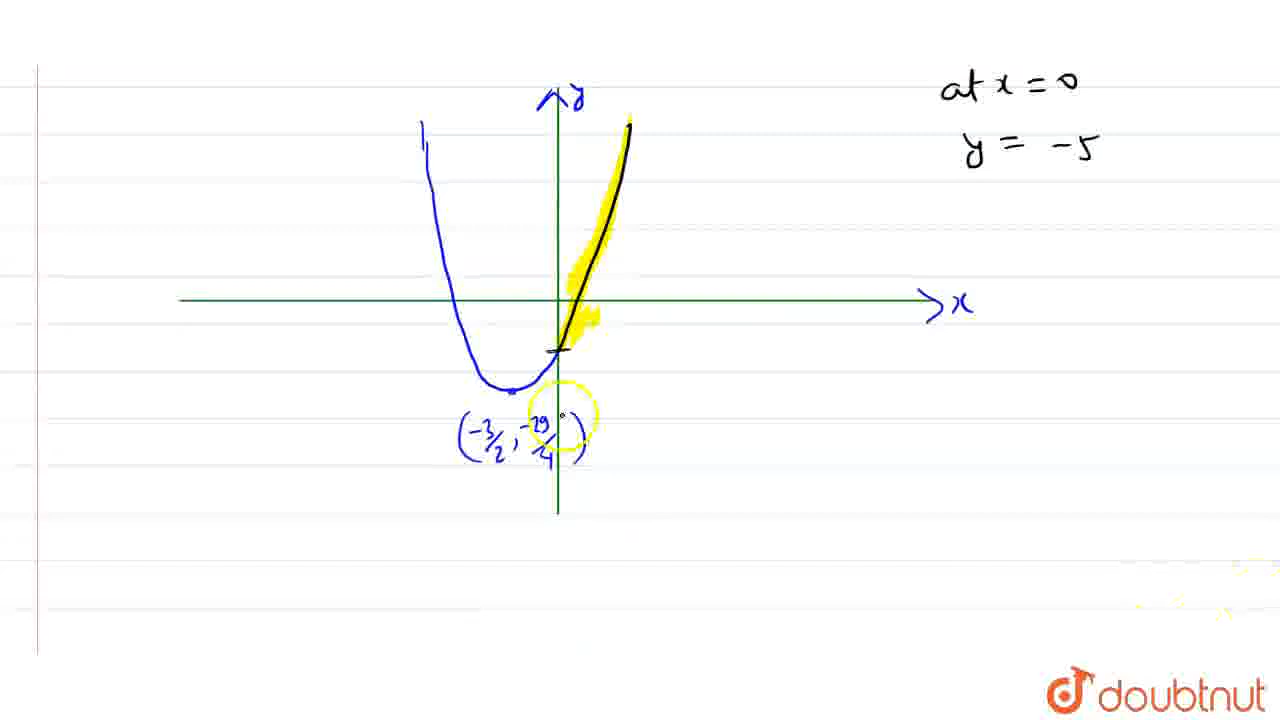 y
at x = 0
y = -5
x
(-3/2, -29/4)
doubtnut